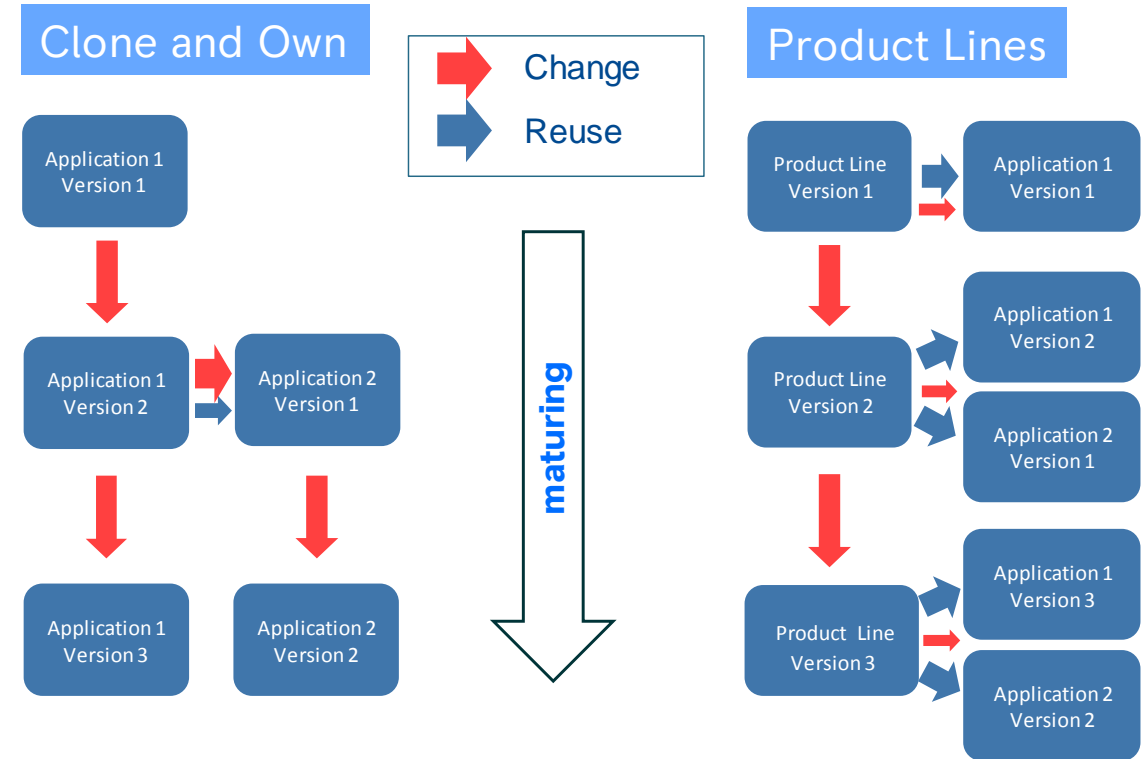 Clone and Own
Change
Reuse
Product Lines
Application 1
Version 1
Application 1
Version 2
Application 2
Version 1
Application 1
Version 3
Application 2
Version 2
maturing
Product Line
Version 1
Application 1
Version 1
Product Line
Version 2
Application 1
Version 2
Application 2
Version 1
Product Line
Version 3
Application 1
Version 3
Application 2
Version 2